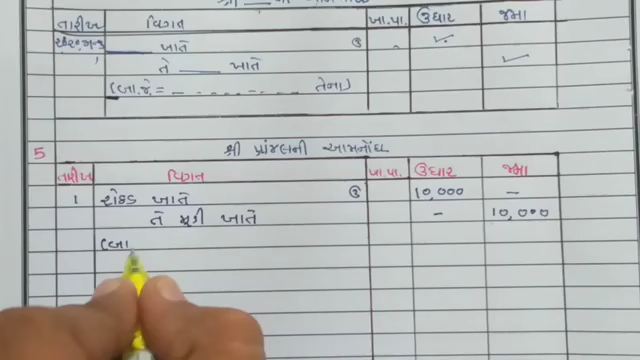 તારીખ વિગત ખા.પા. ઉધાર જમા
ખાતે ઉ ✓
તે ખાતે ✓
(બા.જે = તેના)
5 શ્રી પ્રાંજલની આમનોંધ
તારીખ વિગત ખા.પા. ઉધાર જમા
1 રોકડ ખાતે ઉ 10,000 -
તે મૂડી ખાતે - 10,000
(બા